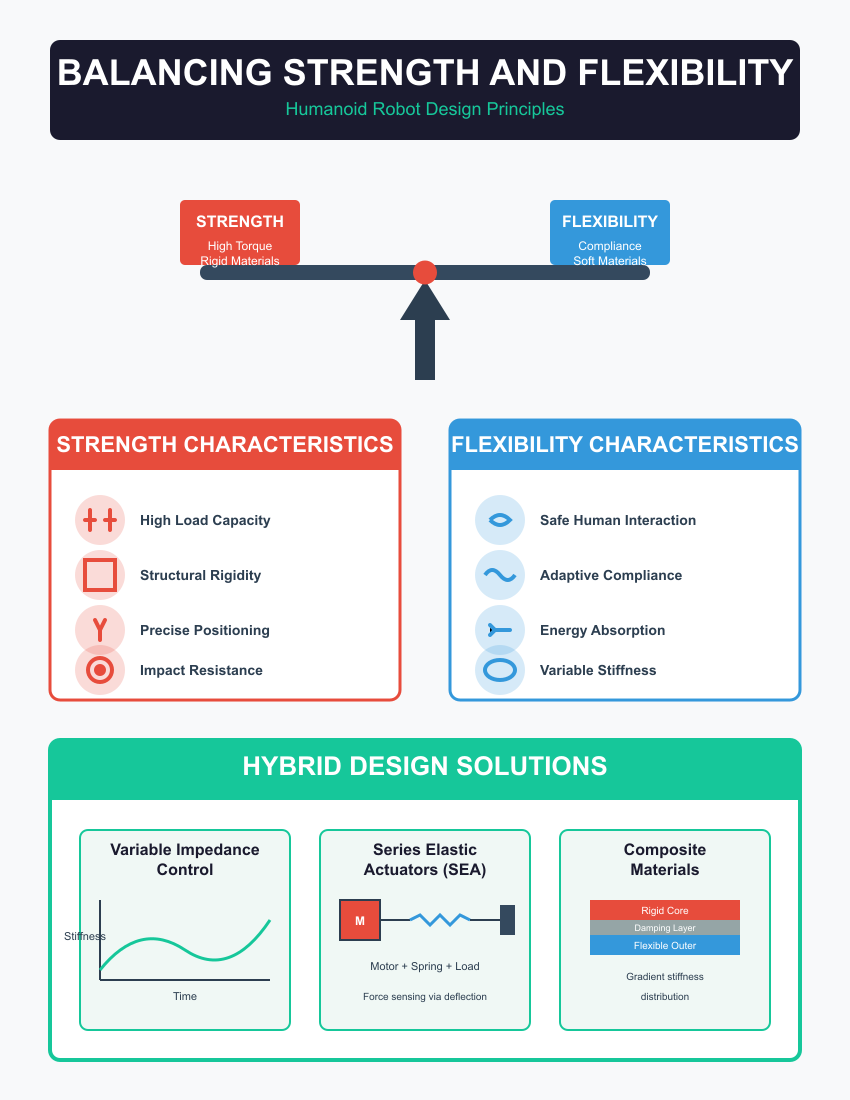 BALANCING STRENGTH AND FLEXIBILITY
Humanoid Robot Design Principles
STRENGTH
High Torque
Rigid Materials
FLEXIBILITY
Compliance
Soft Materials
STRENGTH CHARACTERISTICS
High Load Capacity
Structural Rigidity
Precise Positioning
Impact Resistance
FLEXIBILITY CHARACTERISTICS
Safe Human Interaction
Adaptive Compliance
Energy Absorption
Variable Stiffness
HYBRID DESIGN SOLUTIONS
Variable Impedance
Control
Stiffness
Time
Series Elastic
Actuators (SEA)
M
Motor + Spring + Load
Force sensing via deflection
Composite
Materials
Rigid Core
Damping Layer
Flexible Outer
Gradient stiffness
distribution